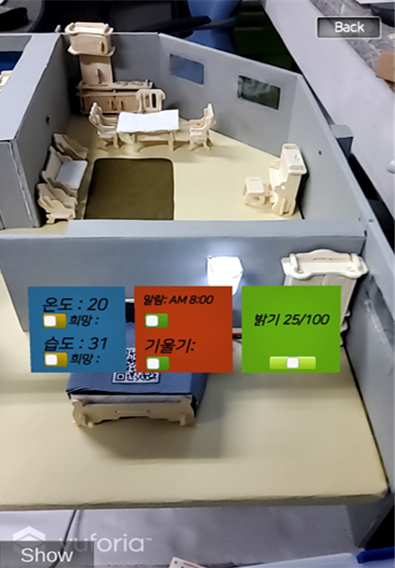 Back
온도 : 20
희망 :
습도 : 31
희망 :
알람: AM 8:00
기울기:
밝기 25/100
vuforia™
Show